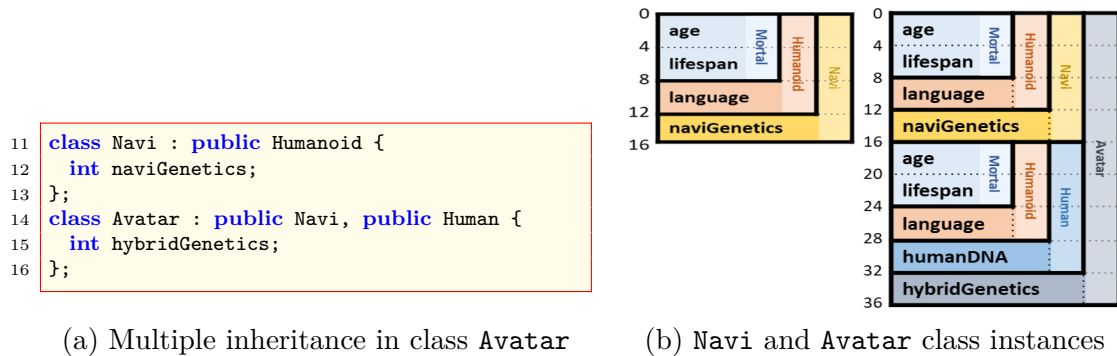 11 class Navi : public Humanoid {
12 int naviGenetics;
13 };
14 class Avatar : public Navi, public Human {
15 int hybridGenetics;
16 };
(a) Multiple inheritance in class Avatar
0
4
8
12
16
age
lifespan
Mortal
language
Humanoid
naviGenetics
Navi
0
4
8
12
16
20
24
28
32
36
age
lifespan
Mortal
language
Humanoid
naviGenetics
Navi
age
lifespan
Mortal
language
Humanoid
humanDNA
Human
hybridGenetics
Avatar
(b) Navi and Avatar class instances